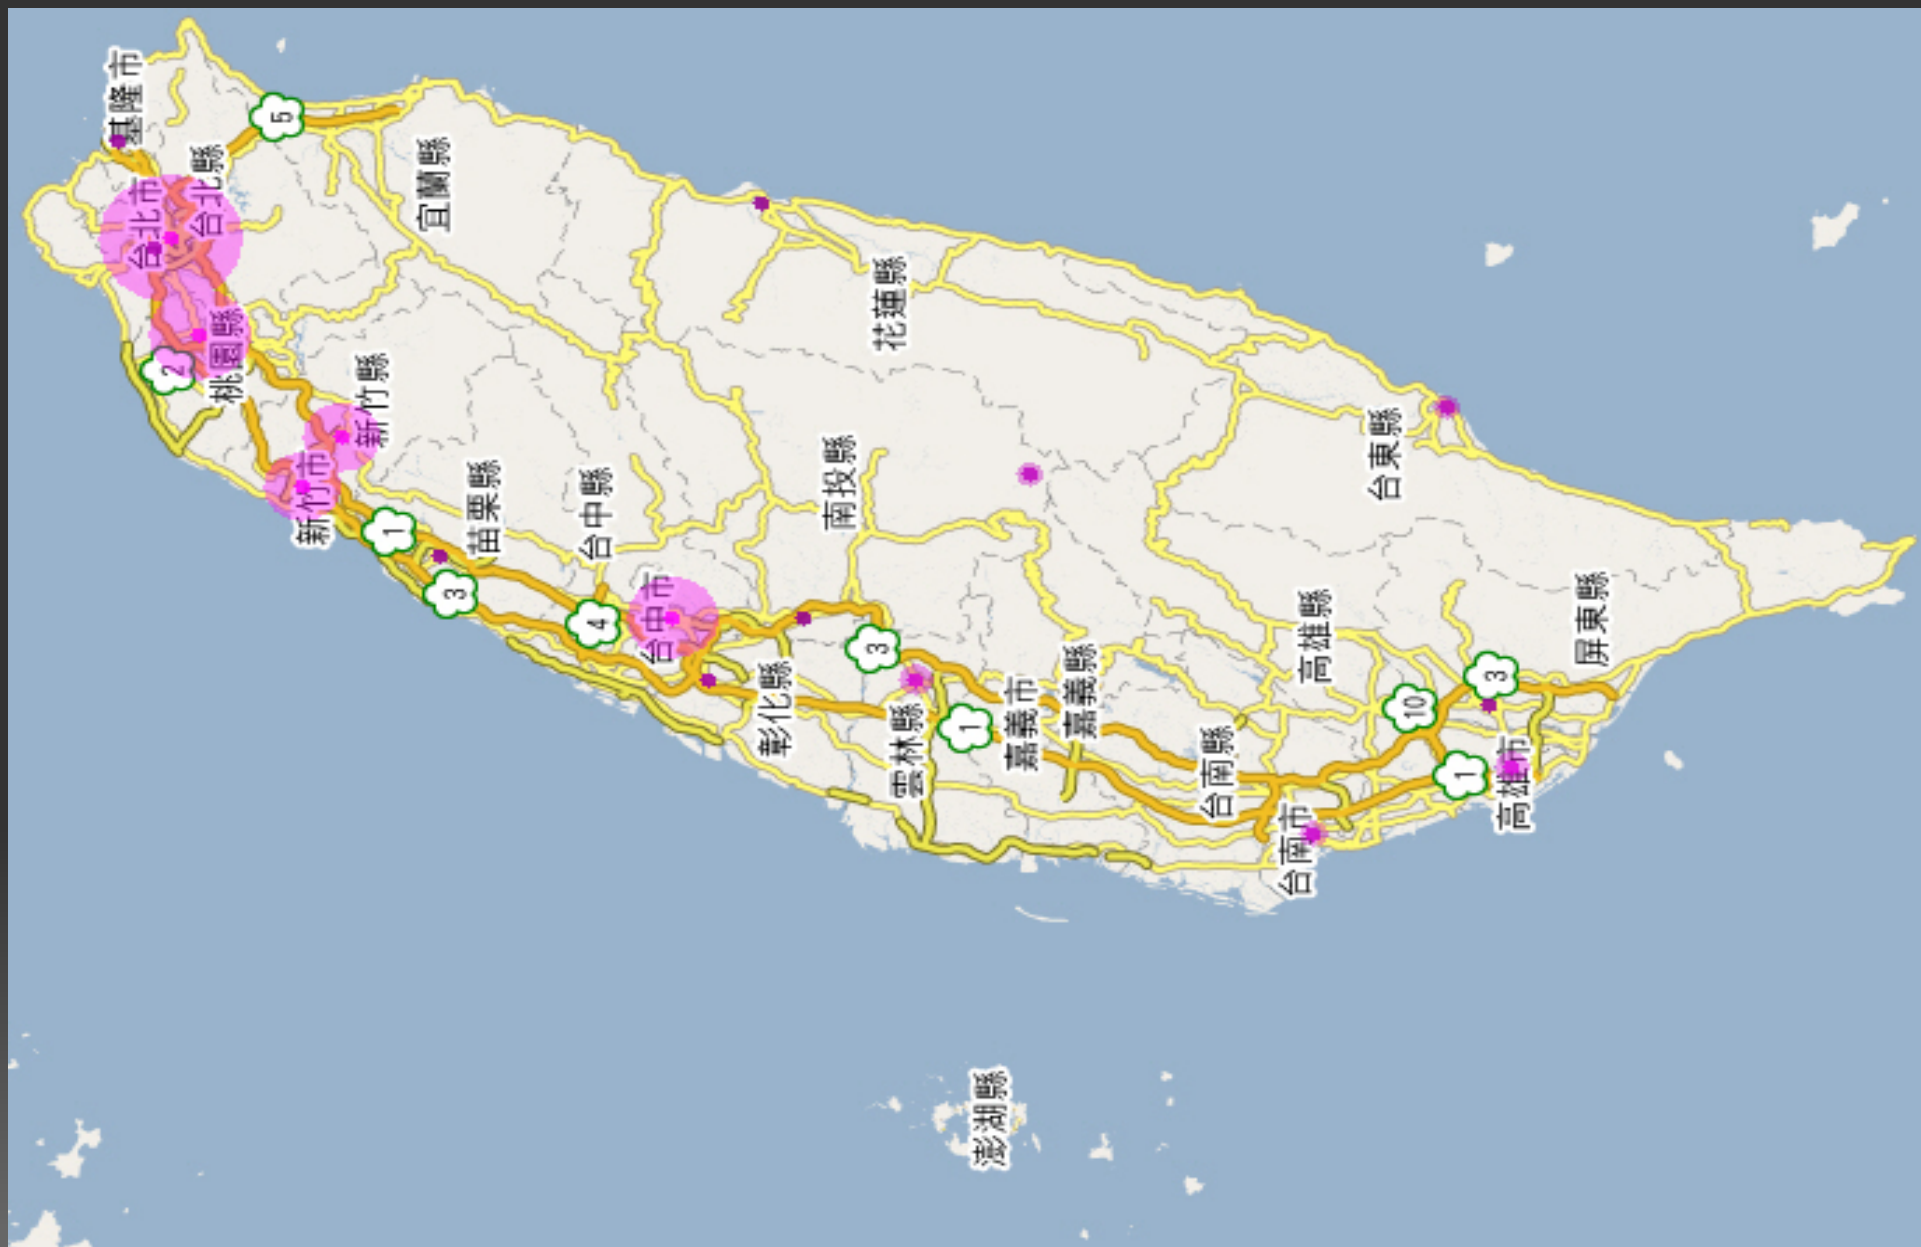 基隆市
台北縣
台北市
5
宜蘭縣
桃園縣
2
新竹縣
新竹市
花蓮縣
1
苗栗縣
3
台中縣
4
台中市
南投縣
台東縣
彰化縣
3
雲林縣
1
嘉義市
嘉義縣
高雄縣
屏東縣
3
10
台南縣
1
高雄市
台南市
澎湖縣